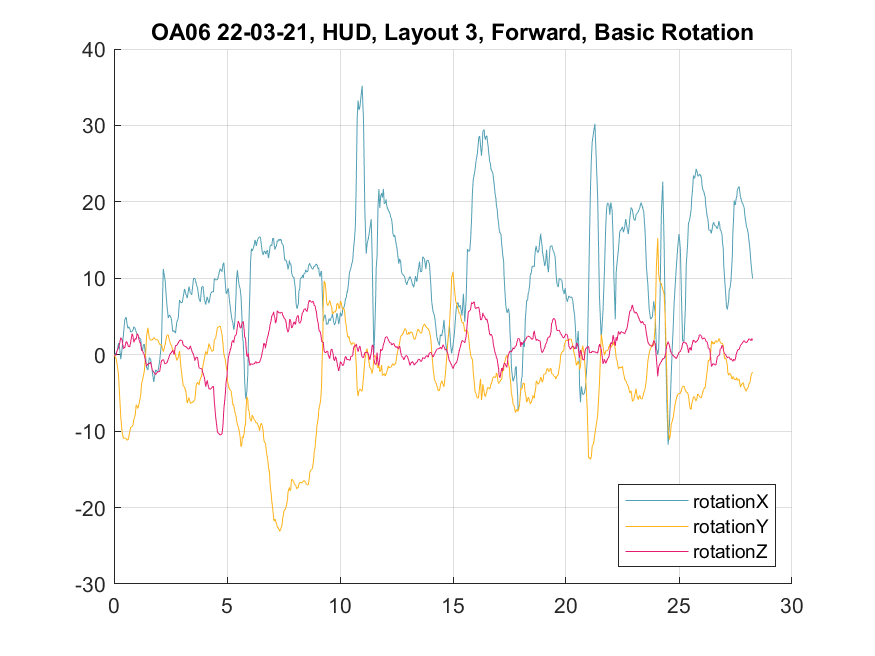 OA06 22-03-21, HUD, Layout 3, Forward, Basic Rotation
40
30
20
10
0
-10
-20
-30
0 5 10 15 20 25 30
rotationX
rotationY
rotationZ